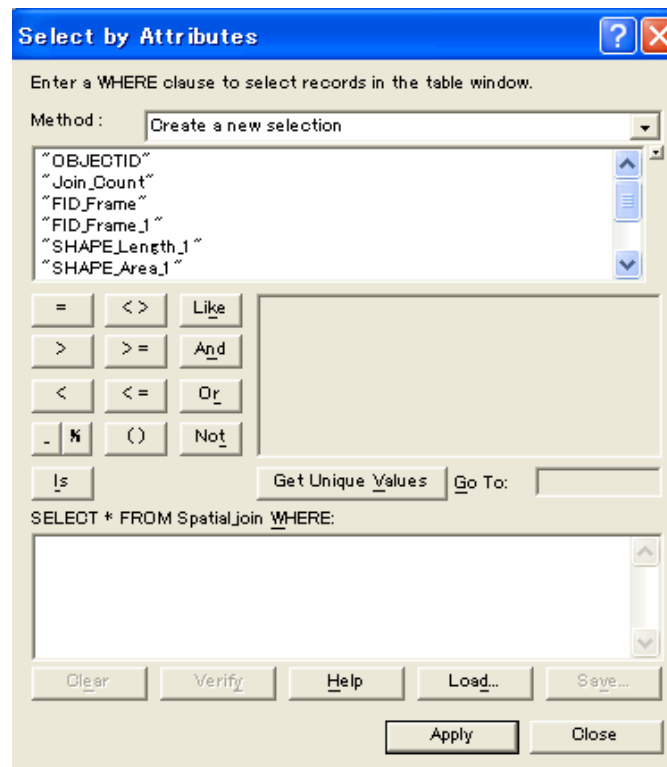 Select by Attributes
Enter a WHERE clause to select records in the table window.
Method : Create a new selection
"OBJECTID"
"Join_Count"
"FID_Frame"
"FID_Frame_1"
"SHAPE_Length_1"
"SHAPE_Area_1"
= <> Like
> >= And
< <= Or
_ % () Not
Is Get Unique Values Go To:
SELECT * FROM Spatial_join WHERE:
Clear Verify Help Load... Save...
Apply Close